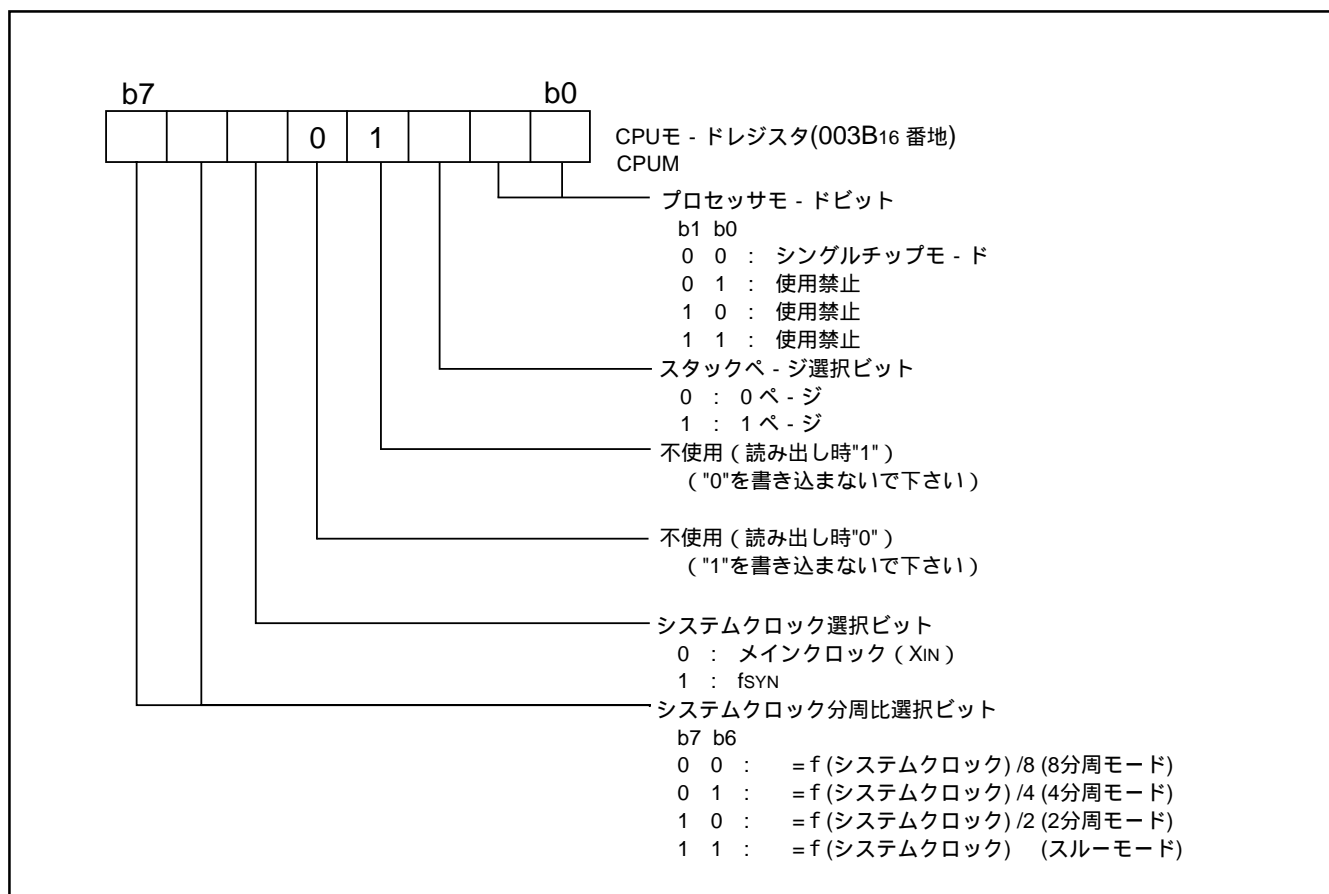 b7 b0
0 1
CPUモ - ドレジスタ(003B16 番地)
CPUM
プロセッサモ - ドビット
b1 b0
0 0 : シングルチップモ - ド
0 1 : 使用禁止
1 0 : 使用禁止
1 1 : 使用禁止
スタックペ - ジ選択ビット
0 : 0 ペ - ジ
1 : 1 ペ - ジ
不使用 ( 読み出し時"1" )
( "0"を書き込まないで下さい )
不使用 ( 読み出し時"0" )
( "1"を書き込まないで下さい )
システムクロック選択ビット
0 : メインクロック ( XIN )
1 : fSYN
システムクロック分周比選択ビット
b7 b6
0 0 : = f (システムクロック) /8 (8分周モード)
0 1 : = f (システムクロック) /4 (4分周モード)
1 0 : = f (システムクロック) /2 (2分周モード)
1 1 : = f (システムクロック) (スルーモード)